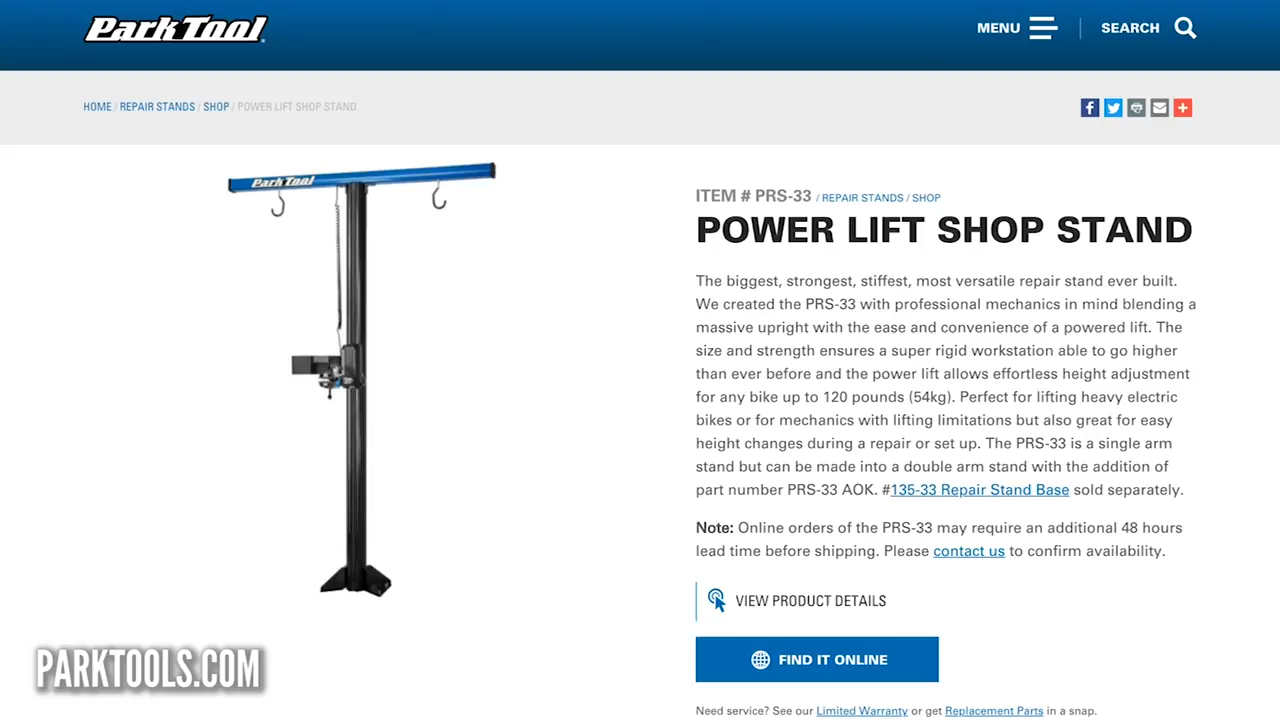 Park Tool
MENU
SEARCH
HOME / REPAIR STANDS / SHOP / POWER LIFT SHOP STAND
Park Tool
ITEM # PRS-33 / REPAIR STANDS / SHOP
POWER LIFT SHOP STAND
The biggest, strongest, stiffest, most versatile repair stand ever built.
We created the PRS-33 with professional mechanics in mind blending a
massive upright with the ease and convenience of a powered lift. The
size and strength ensures a super rigid workstation able to go higher
than ever before and the power lift allows effortless height adjustment
for any bike up to 120 pounds (54kg). Perfect for lifting heavy electric
bikes or for mechanics with lifting limitations but also great for easy
height changes during a repair or set up. The PRS-33 is a single arm
stand but can be made into a double arm stand with the addition of
part number PRS-33 AOK. #135-33 Repair Stand Base sold separately.
Note: Online orders of the PRS-33 may require an additional 48 hours
lead time before shipping. Please contact us to confirm availability.
VIEW PRODUCT DETAILS
FIND IT ONLINE
PARKTOOLS.COM
Need service? See our Limited Warranty or get Replacement Parts in a snap.